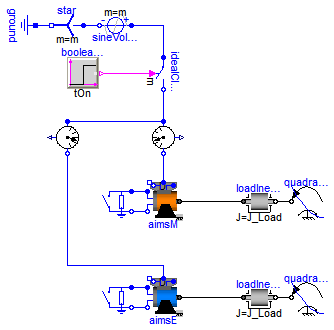 star
m=m
sineVol...
m=m
ground
boolea...
tOn
idealCl...
m
aimsM
loadIne...
J=J_Load
quadra...
aimsE
loadIne...
J=J_Load
quadra...